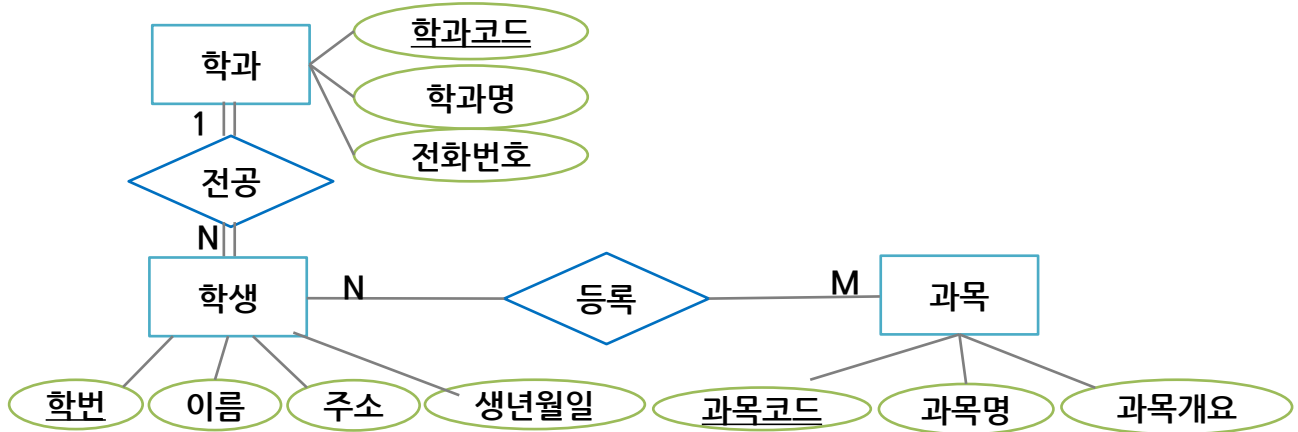 학과코드
학과
학과명
1
전화번호
전공
N
학생
N
등록
M
과목
학번
이름
주소
생년월일
과목코드
과목명
과목개요